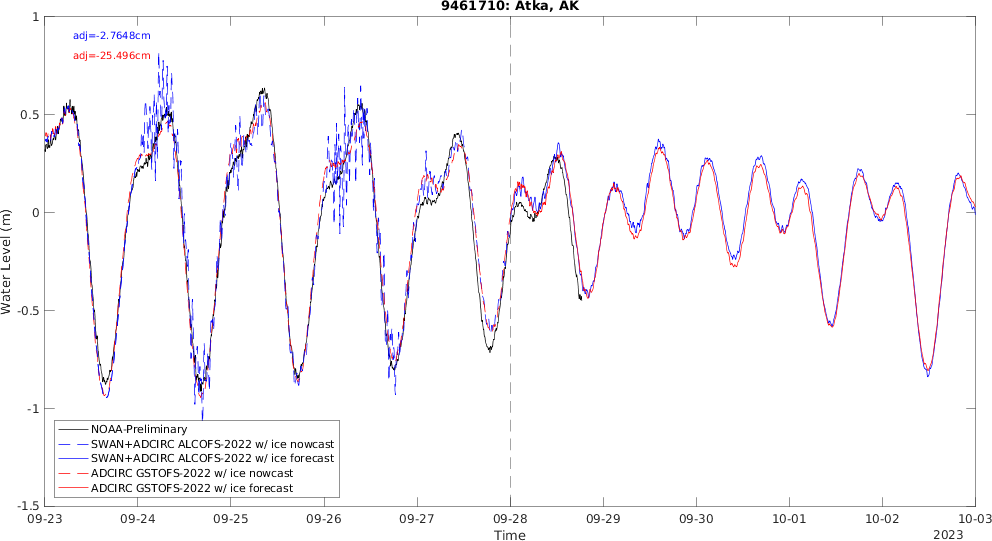 9461710: Atka, AK
adj=-2.7648cm
adj=-25.496cm
Water Level (m)
1
0.5
0
-0.5
-1
-1.5
NOAA-Preliminary
SWAN+ADCIRC ALCOFS-2022 w/ ice nowcast
SWAN+ADCIRC ALCOFS-2022 w/ ice forecast
ADCIRC GSTOFS-2022 w/ ice nowcast
ADCIRC GSTOFS-2022 w/ ice forecast
09-23 09-24 09-25 09-26 09-27 09-28 09-29 09-30 10-01 10-02 10-03
Time
2023